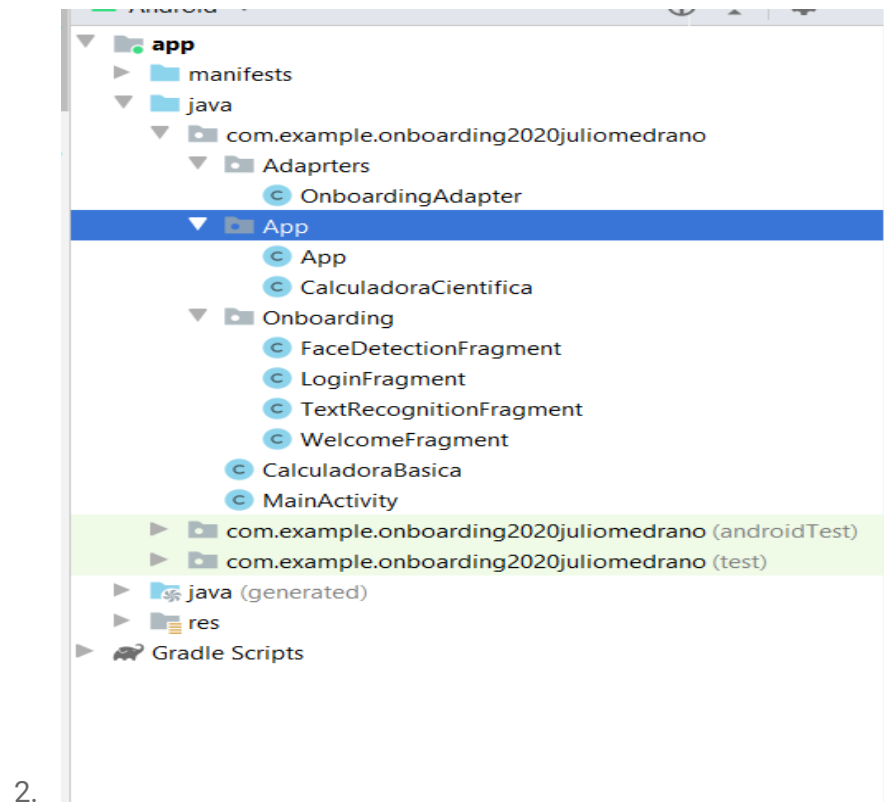 Android
app
manifests
java
com.example.onboarding2020juliomedrano
Adaprters
OnboardingAdapter
App
App
CalculadoraCientifica
Onboarding
FaceDetectionFragment
LoginFragment
TextRecognitionFragment
WelcomeFragment
CalculadoraBasica
MainActivity
com.example.onboarding2020juliomedrano (androidTest)
com.example.onboarding2020juliomedrano (test)
java (generated)
res
Gradle Scripts
2.